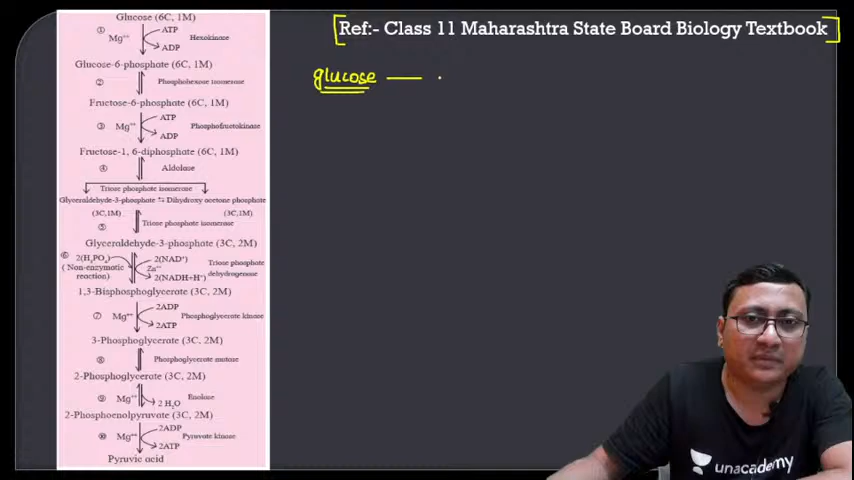 Ref:- Class 11 Maharashtra State Board Biology Textbook
glucose —
Glucose (6C, 1M)
① Mg⁺⁺ ATP ADP Hexokinase
Glucose-6-phosphate (6C, 1M)
② Phosphohexose isomerase
Fructose-6-phosphate (6C, 1M)
③ Mg⁺⁺ ATP ADP Phosphofructokinase
Fructose-1, 6-diphosphate (6C, 1M)
④ Aldolase
Triose phosphate isomerase
Glyceraldehyde-3-phosphate ⇆ Dihydroxy acetone phosphate
(3C,1M) (3C,1M)
⑤ Triose phosphate isomerase
Glyceraldehyde-3-phosphate (3C, 2M)
⑥ 2(H₃PO₄) 2(NAD⁺) Triose phosphate
( Non-enzymatic Zn⁺⁺ dehydrogenase
reaction) 2(NADH+H⁺)
1,3-Bisphosphoglycerate (3C, 2M)
⑦ Mg⁺⁺ 2ADP 2ATP Phosphoglycerate kinase
3-Phosphoglycerate (3C, 2M)
⑧ Phosphoglycerate mutase
2-Phosphoglycerate (3C, 2M)
⑨ Mg⁺⁺ 2 H₂O Enolase
2-Phosphoenolpyruvate (3C, 2M)
⑩ Mg⁺⁺ 2ADP 2ATP Pyruvate kinase
Pyruvic acid
unacademy